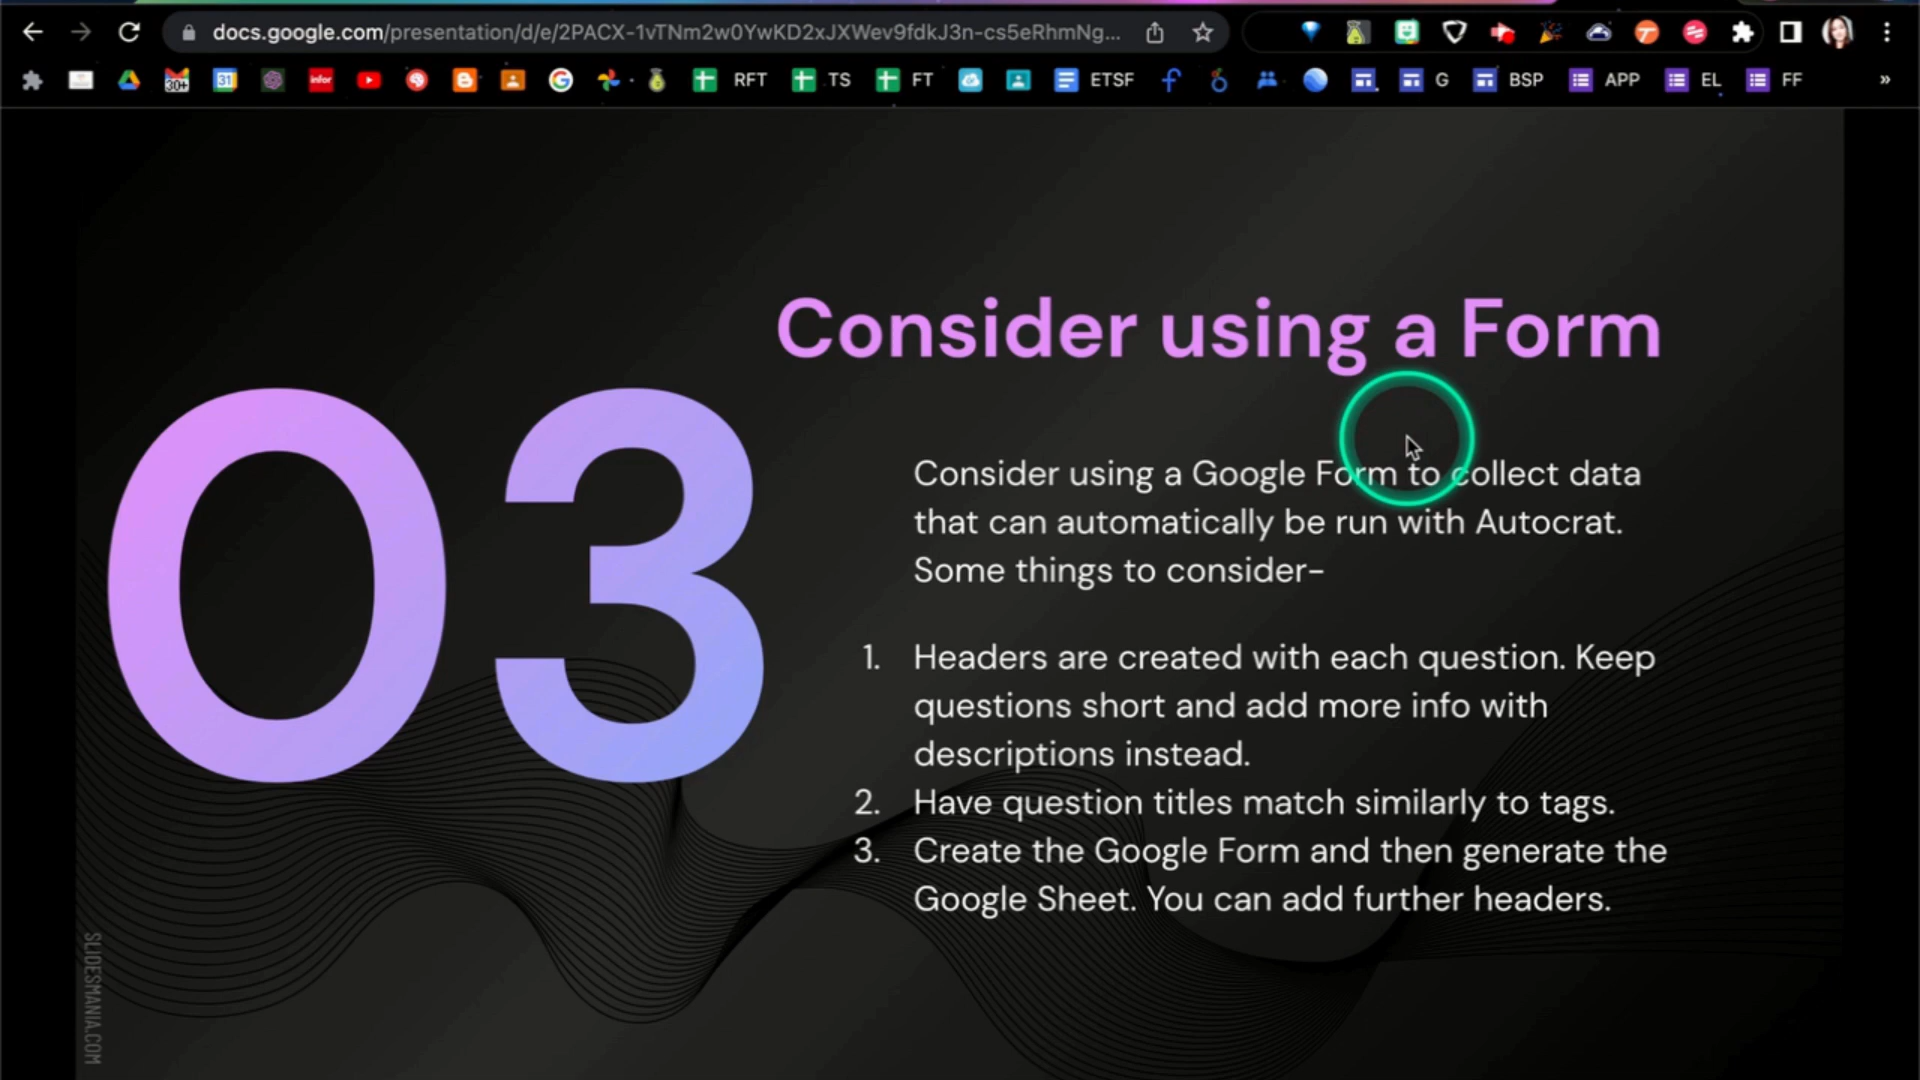 docs.google.com/presentation/d/e/2PACX-1vTNm2w0YwKD2xJXWev9fdkJ3n-cs5eRhmNg...
30+
31
infor
RFT
TS
FT
ETSF
G
BSP
APP
EL
FF
»
Consider using a Form
03
Consider using a Google Form to collect data
that can automatically be run with Autocrat.
Some things to consider-
1. Headers are created with each question. Keep
questions short and add more info with
descriptions instead.
2. Have question titles match similarly to tags.
3. Create the Google Form and then generate the
Google Sheet. You can add further headers.
SLIDESMANIA.COM